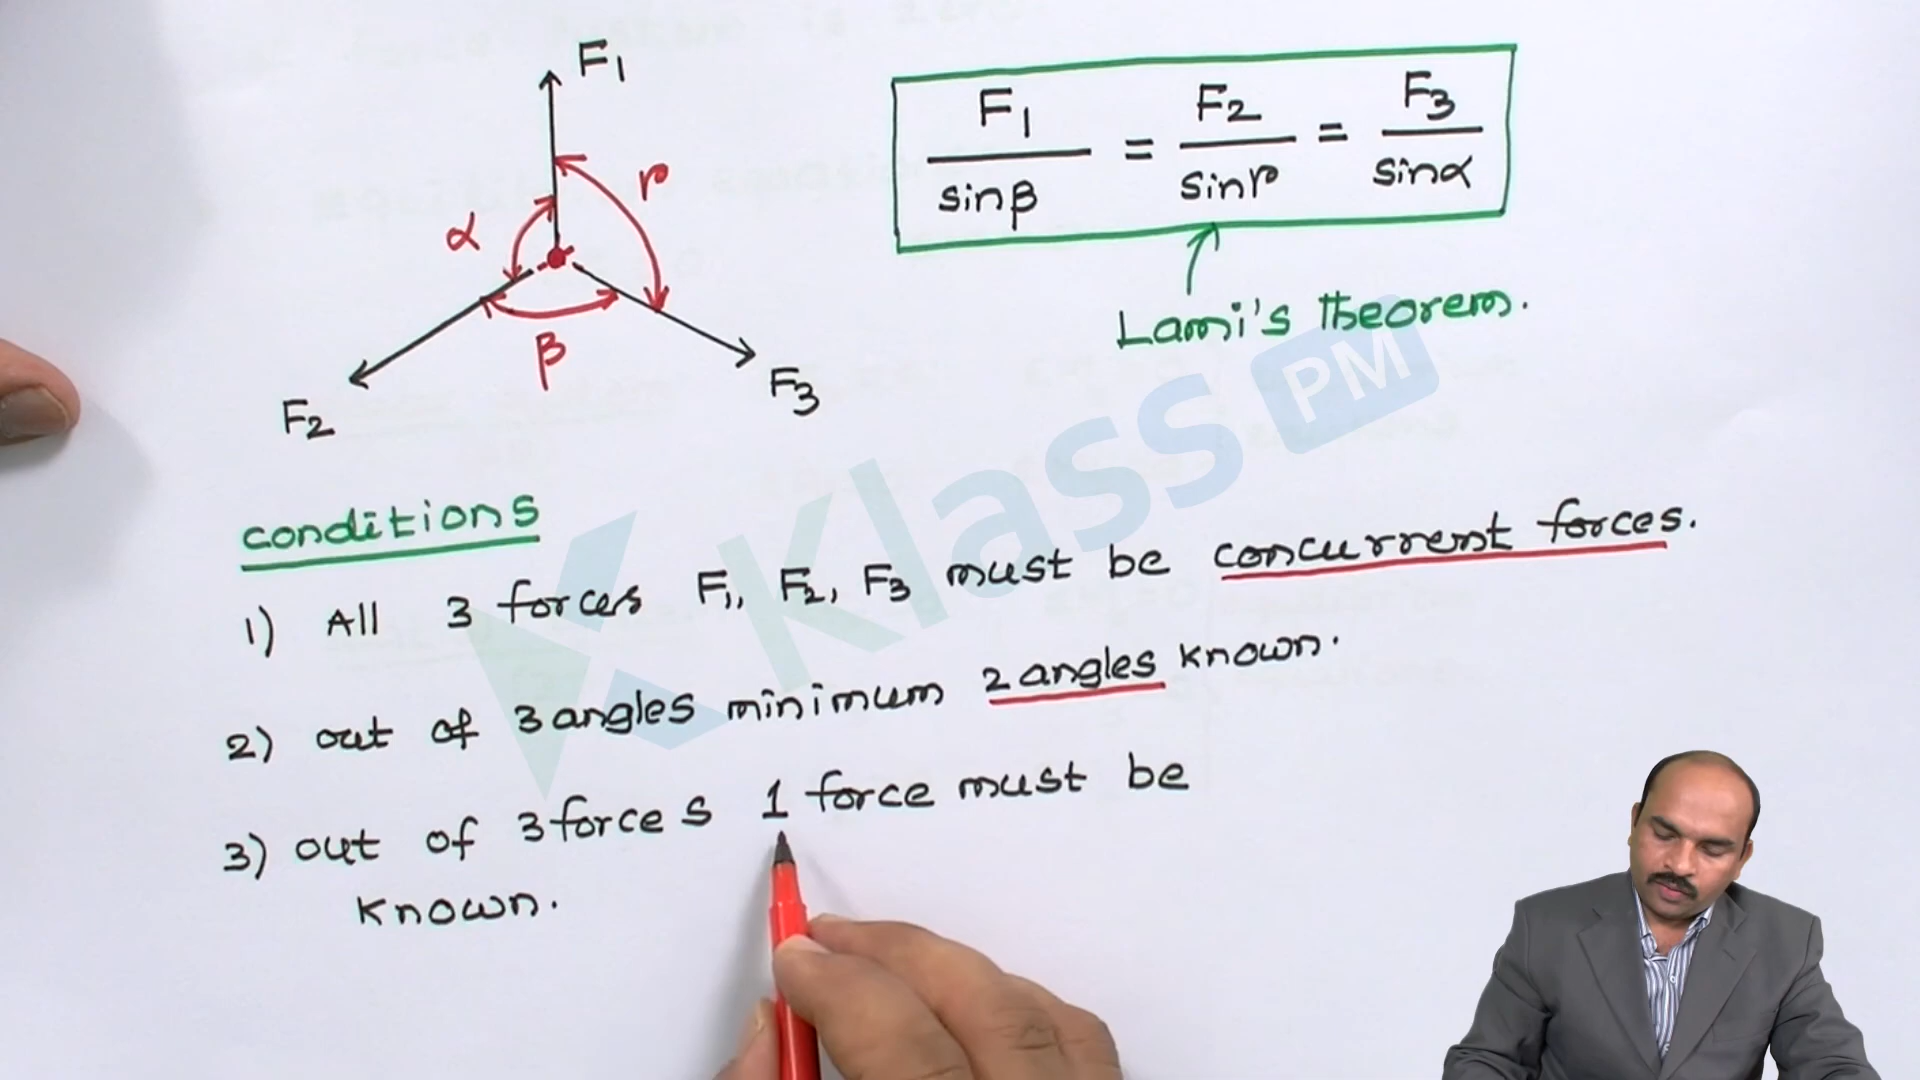 F1
α
γ
β
F2
F3
F1/sinβ = F2/sinγ = F3/sinα
Lami's theorem.
Klass PM
conditions
1) All 3 forces F1, F2, F3 must be concurrent forces.
2) out of 3 angles minimum 2 angles known.
3) out of 3 forces 1 force must be
known.